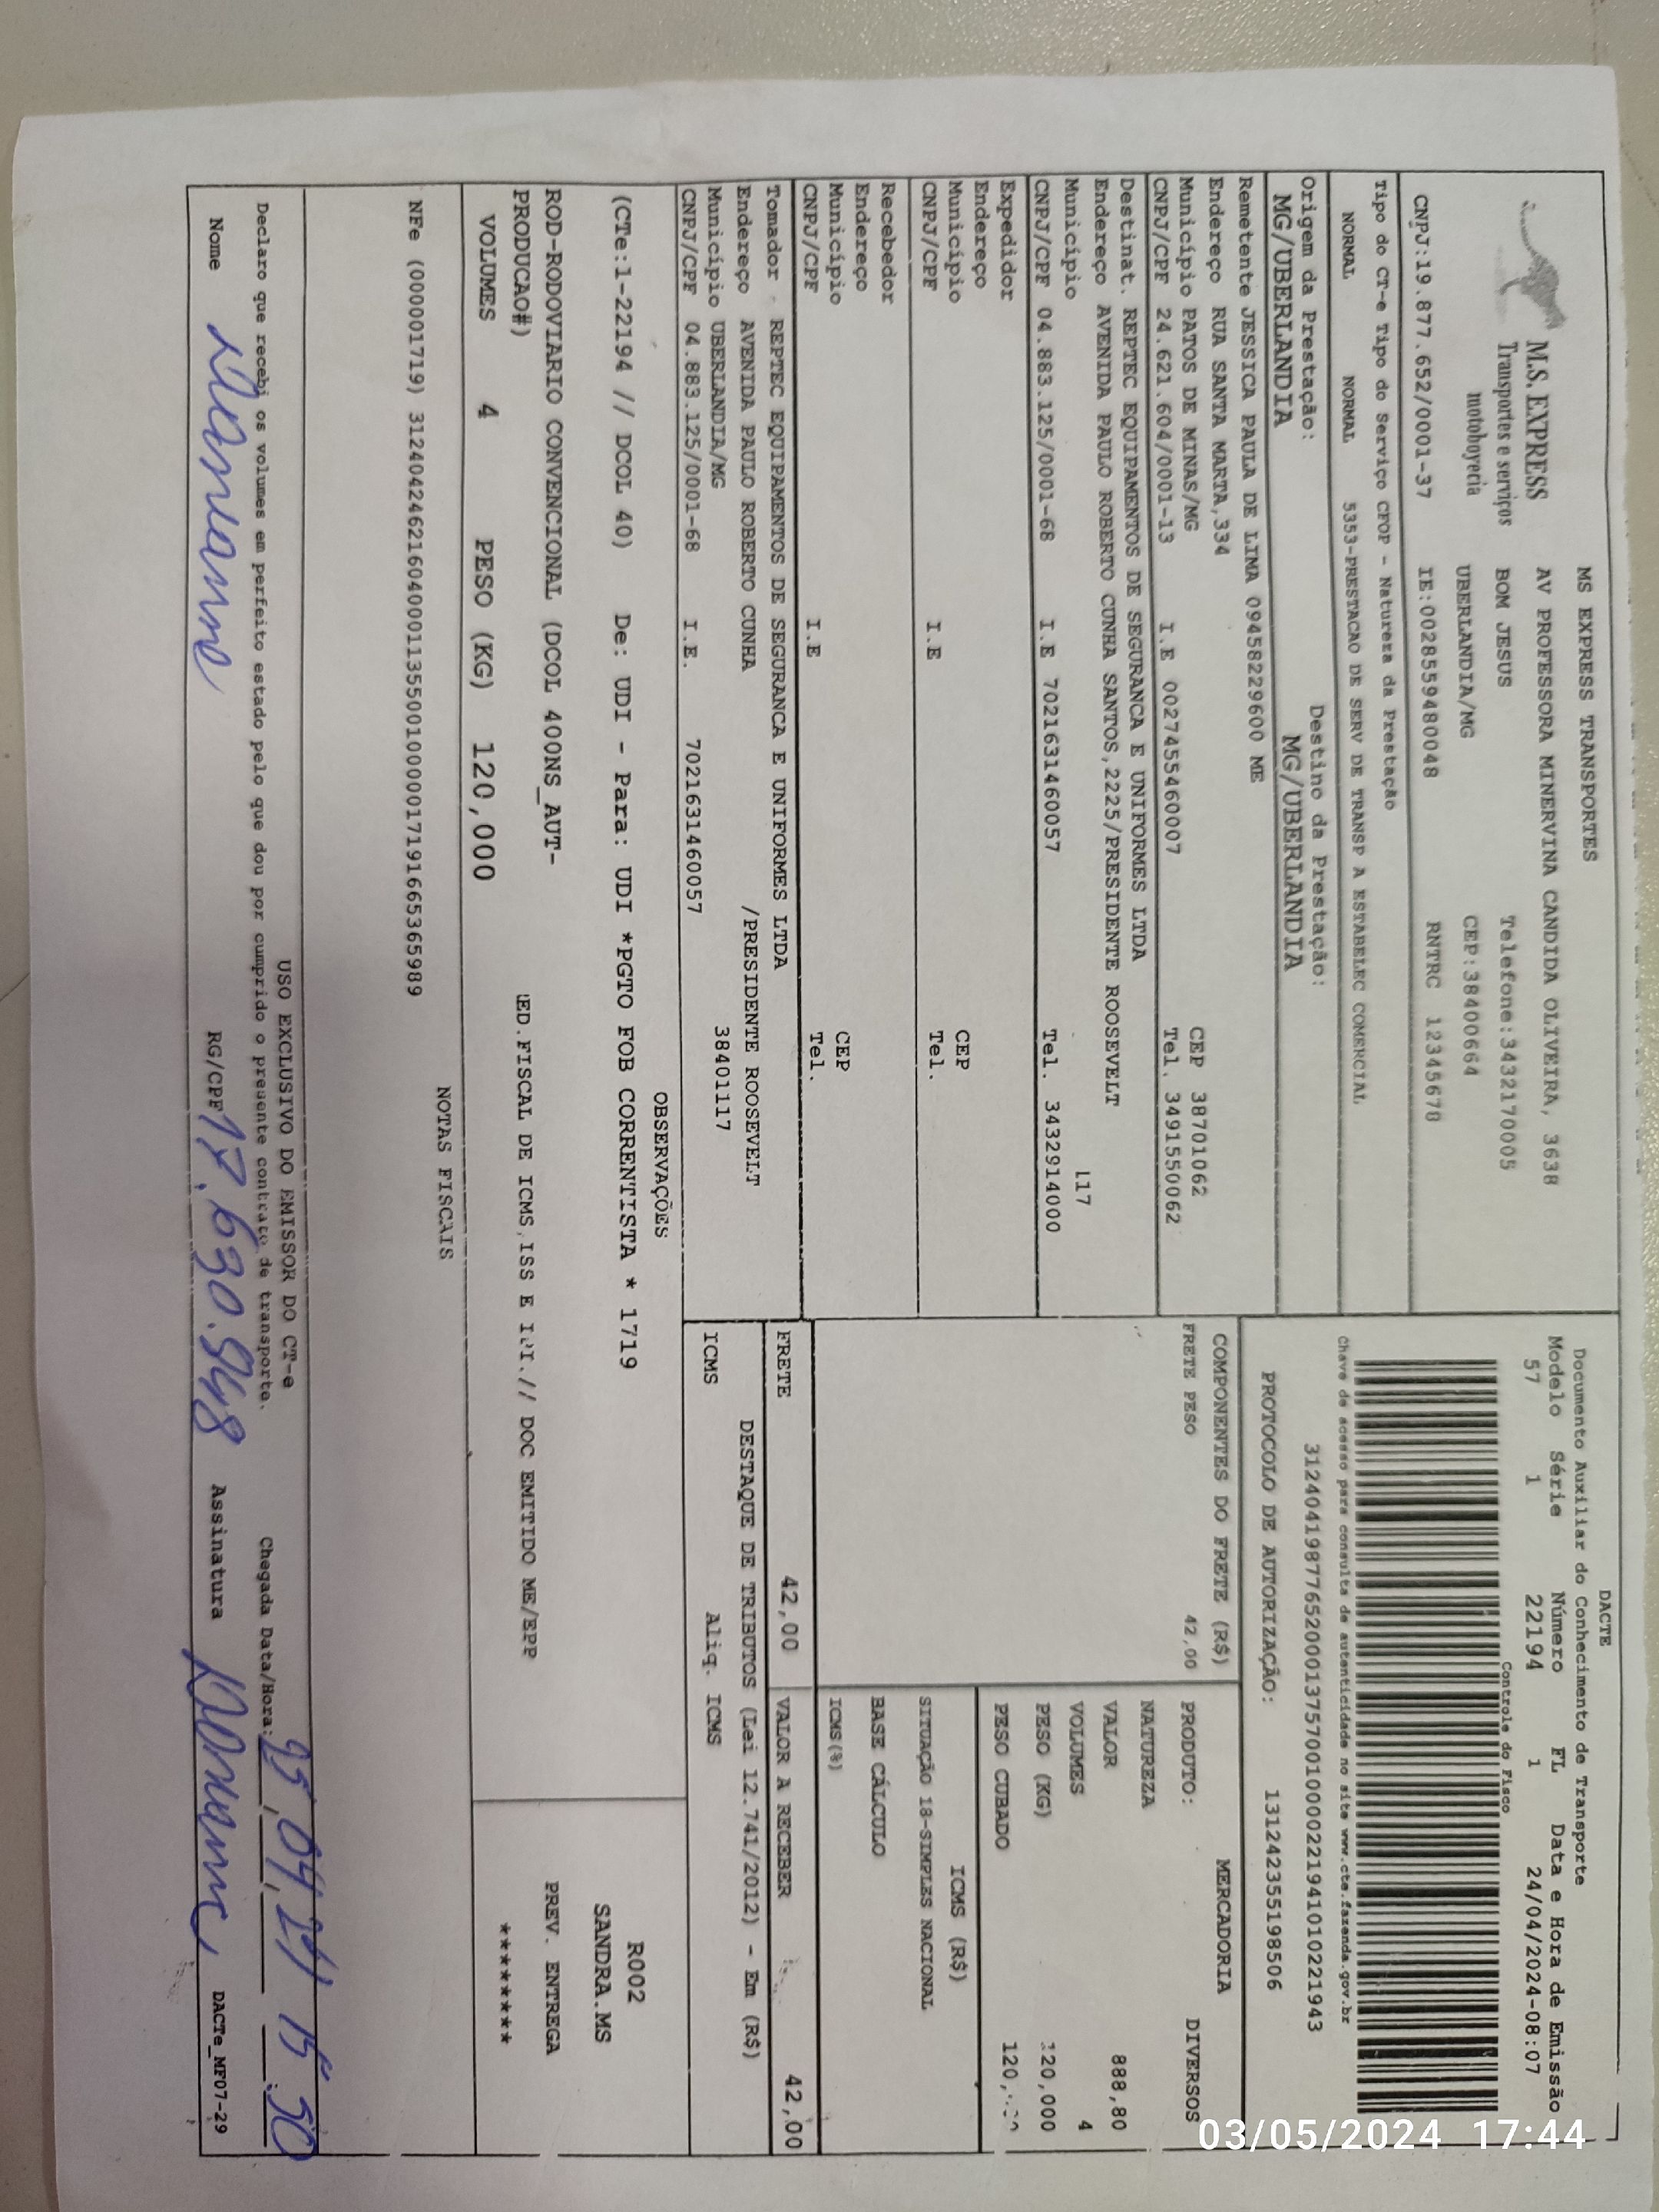 M.S. EXPRESS
Transportes e serviços
motoboyecia
MS EXPRESS TRANSPORTES
AV PROFESSORA MINERVINA CANDIDA OLIVEIRA, 3638
BOM JESUS Telefone:3432170005
UBERLANDIA/MG CEP:38400664
CNPJ:19.877.652/0001-37 IE:0028559480048 RNTRC 12345678
Tipo do CT-e Tipo do Serviço CFOP - Natureza da Prestação
NORMAL NORMAL 5353-PRESTACAO DE SERV DE TRANSP A ESTABELEC COMERCIAL
Origem da Prestação: Destino da Prestação:
MG/UBERLANDIA MG/UBERLANDIA
DACTE
Documento Auxiliar do Conhecimento de Transporte
Modelo Série Número FL Data e Hora de Emissão
57 1 22194 1 24/04/2024-08:07
Controle do Fisco
Chave de acesso para consulta de autenticidade no site www.cte.fazenda.gov.br
31240419877652000137570010000221941010221943
PROTOCOLO DE AUTORIZAÇÃO: 131242355198506
Remetente JESSICA PAULA DE LIMA 09458229600 ME
Endereço RUA SANTA MARTA,334
Município PATOS DE MINAS/MG CEP 38701062
CNPJ/CPF 24.621.604/0001-13 I.E 0027455460007 Tel. 3491550062
Destinat. REPTEC EQUIPAMENTOS DE SEGURANCA E UNIFORMES LTDA
Endereço AVENIDA PAULO ROBERTO CUNHA SANTOS,2225/PRESIDENTE ROOSEVELT
Município 117
CNPJ/CPF 04.883.125/0001-68 I.E 7021631460057 Tel. 3432914000
Expedidor
Endereço
Município CEP
CNPJ/CPF I.E Tel.
Recebedor
Endereço
Município CEP
CNPJ/CPF I.E Tel.
Tomador REPTEC EQUIPAMENTOS DE SEGURANCA E UNIFORMES LTDA
Endereço AVENIDA PAULO ROBERTO CUNHA /PRESIDENTE ROOSEVELT
Município UBERLANDIA/MG 38401117
CNPJ/CPF 04.883.125/0001-68 I.E. 7021631460057
COMPONENTES DO FRETE (R$)
FRETE PESO 42,00
MERCADORIA
PRODUTO: DIVERSOS
NATUREZA
VALOR 888,80
VOLUMES 4
PESO (KG) 120,000
PESO CUBADO
ICMS (R$)
SITUAÇÃO 18-SIMPLES NACIONAL
BASE CÁLCULO
ICMS(%)
FRETE 42,00 VALOR A RECEBER 42,00
DESTAQUE DE TRIBUTOS (Lei 12.741/2012) - Em (R$)
ICMS Aliq. ICMS
OBSERVAÇÕES
(CTe:1-22194 // DCOL 40) De: UDI - Para: UDI *PGTO FOB CORRENTISTA * 1719
R002
SANDRA.MS
ROD-RODOVIARIO CONVENCIONAL (DCOL 400NS_AUT-
PRODUCAO#) ED.FISCAL DE ICMS,ISS E IPI.// DOC EMITIDO ME/EPP
PREV. ENTREGA
********
VOLUMES 4 PESO (KG) 120,000
NOTAS FISCAIS
NFe (000001719) 31240424621604000113550010000017191665365989
USO EXCLUSIVO DO EMISSOR DO CT-e
Declaro que recebi os volumes em perfeito estado pelo que dou por cumprido o presente contrato de transporte. Chegada Data/Hora: 25/04/24 15:50
Nome RG/CPF 17.630.948 Assinatura DACTe_MF07-29
03/05/2024 17:44